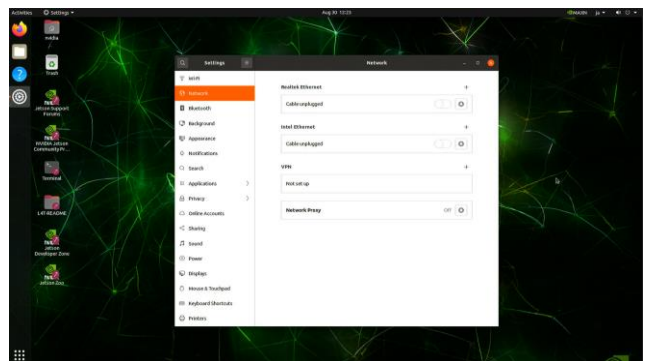 Activities
Settings
Aug 30 12:25
MAXN
ja
nvidia
Trash
Jetson Support
Forums
NVIDIA Jetson
Community Pr...
Terminal
L4T-README
Jetson
Developer Zone
Jetson Zoo
Settings
Network
Wi-Fi
Network
Bluetooth
Background
Appearance
Notifications
Search
Applications
Privacy
Online Accounts
Sharing
Sound
Power
Displays
Mouse & Touchpad
Keyboard Shortcuts
Printers
Realtek Ethernet
Cable unplugged
Intel Ethernet
Cable unplugged
VPN
Not set up
Network Proxy
Off